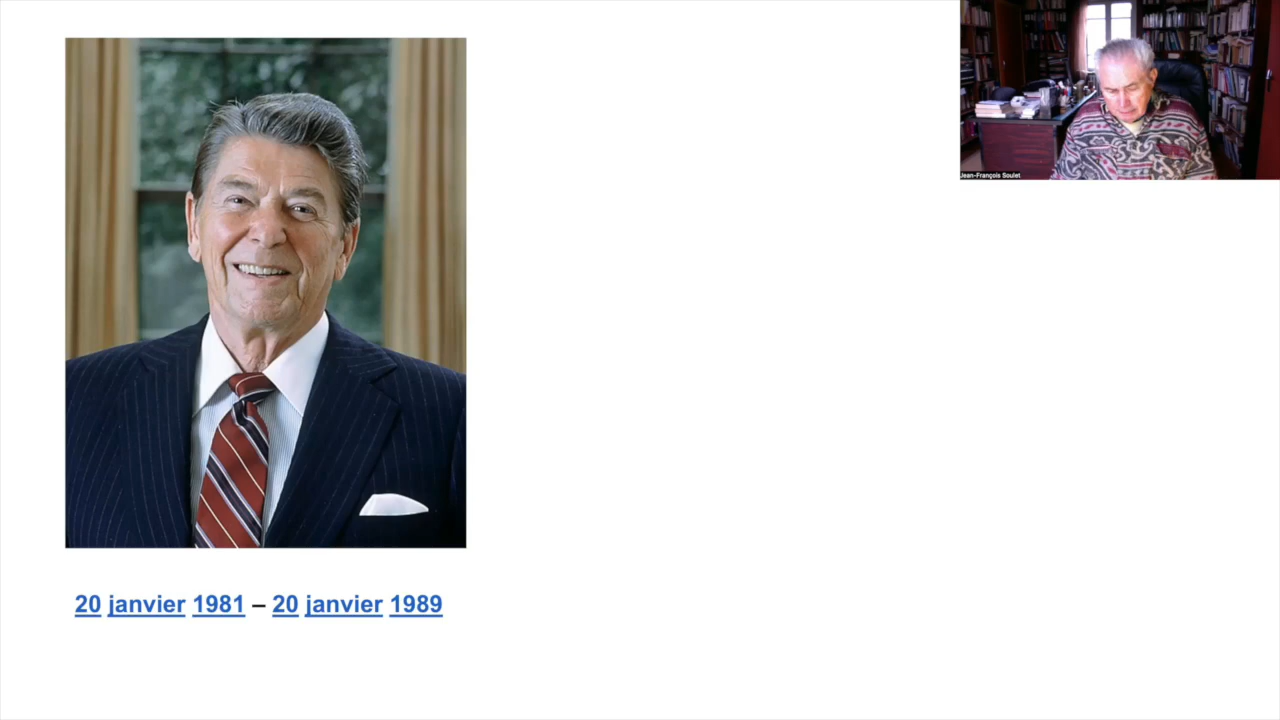 Jean-François Soulet
20 janvier 1981 – 20 janvier 1989